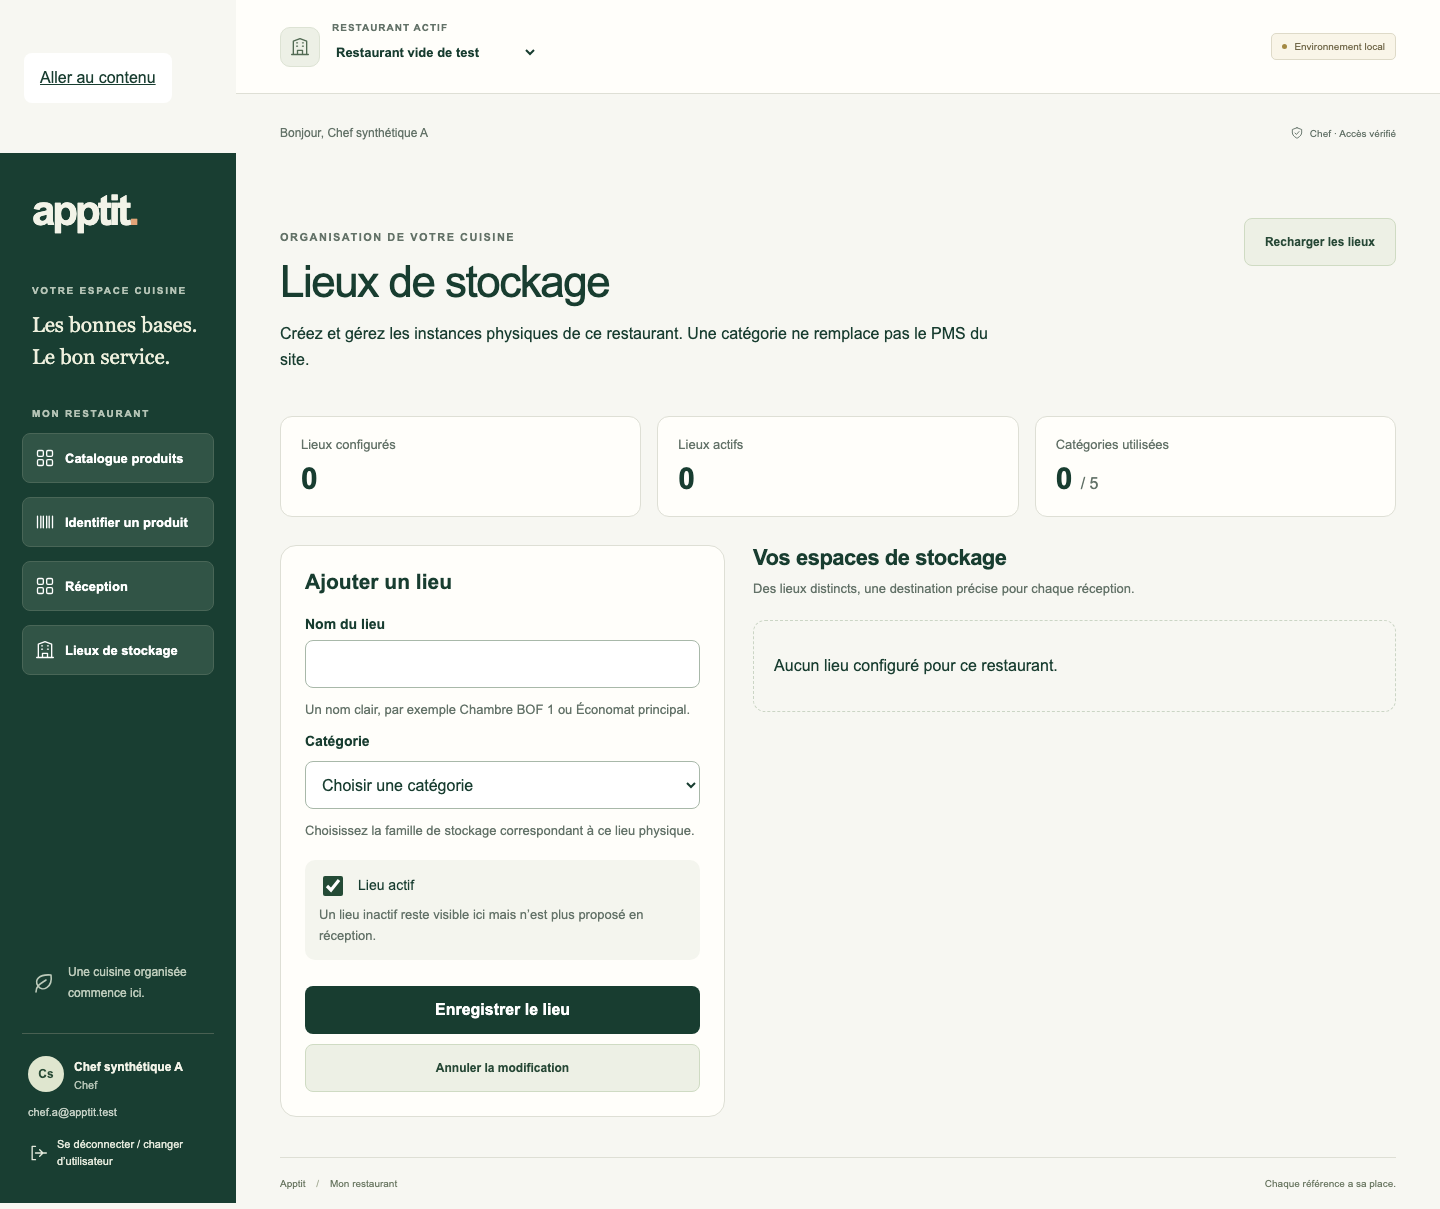 Aller au contenu
apptit.
VOTRE ESPACE CUISINE
Les bonnes bases.
Le bon service.
MON RESTAURANT
Catalogue produits
Identifier un produit
Réception
Lieux de stockage
Une cuisine organisée
commence ici.
Cs
Chef synthétique A
Chef
chef.a@apptit.test
Se déconnecter / changer
d’utilisateur
RESTAURANT ACTIF
Restaurant vide de test
Environnement local
Bonjour, Chef synthétique A
Chef · Accès vérifié
ORGANISATION DE VOTRE CUISINE
Lieux de stockage
Recharger les lieux
Créez et gérez les instances physiques de ce restaurant. Une catégorie ne remplace pas le PMS du
site.
Lieux configurés
0
Lieux actifs
0
Catégories utilisées
0 / 5
Ajouter un lieu
Nom du lieu
Un nom clair, par exemple Chambre BOF 1 ou Économat principal.
Catégorie
Choisir une catégorie
Choisissez la famille de stockage correspondant à ce lieu physique.
Lieu actif
Un lieu inactif reste visible ici mais n’est plus proposé en
réception.
Enregistrer le lieu
Annuler la modification
Vos espaces de stockage
Des lieux distincts, une destination précise pour chaque réception.
Aucun lieu configuré pour ce restaurant.
Apptit / Mon restaurant
Chaque référence a sa place.